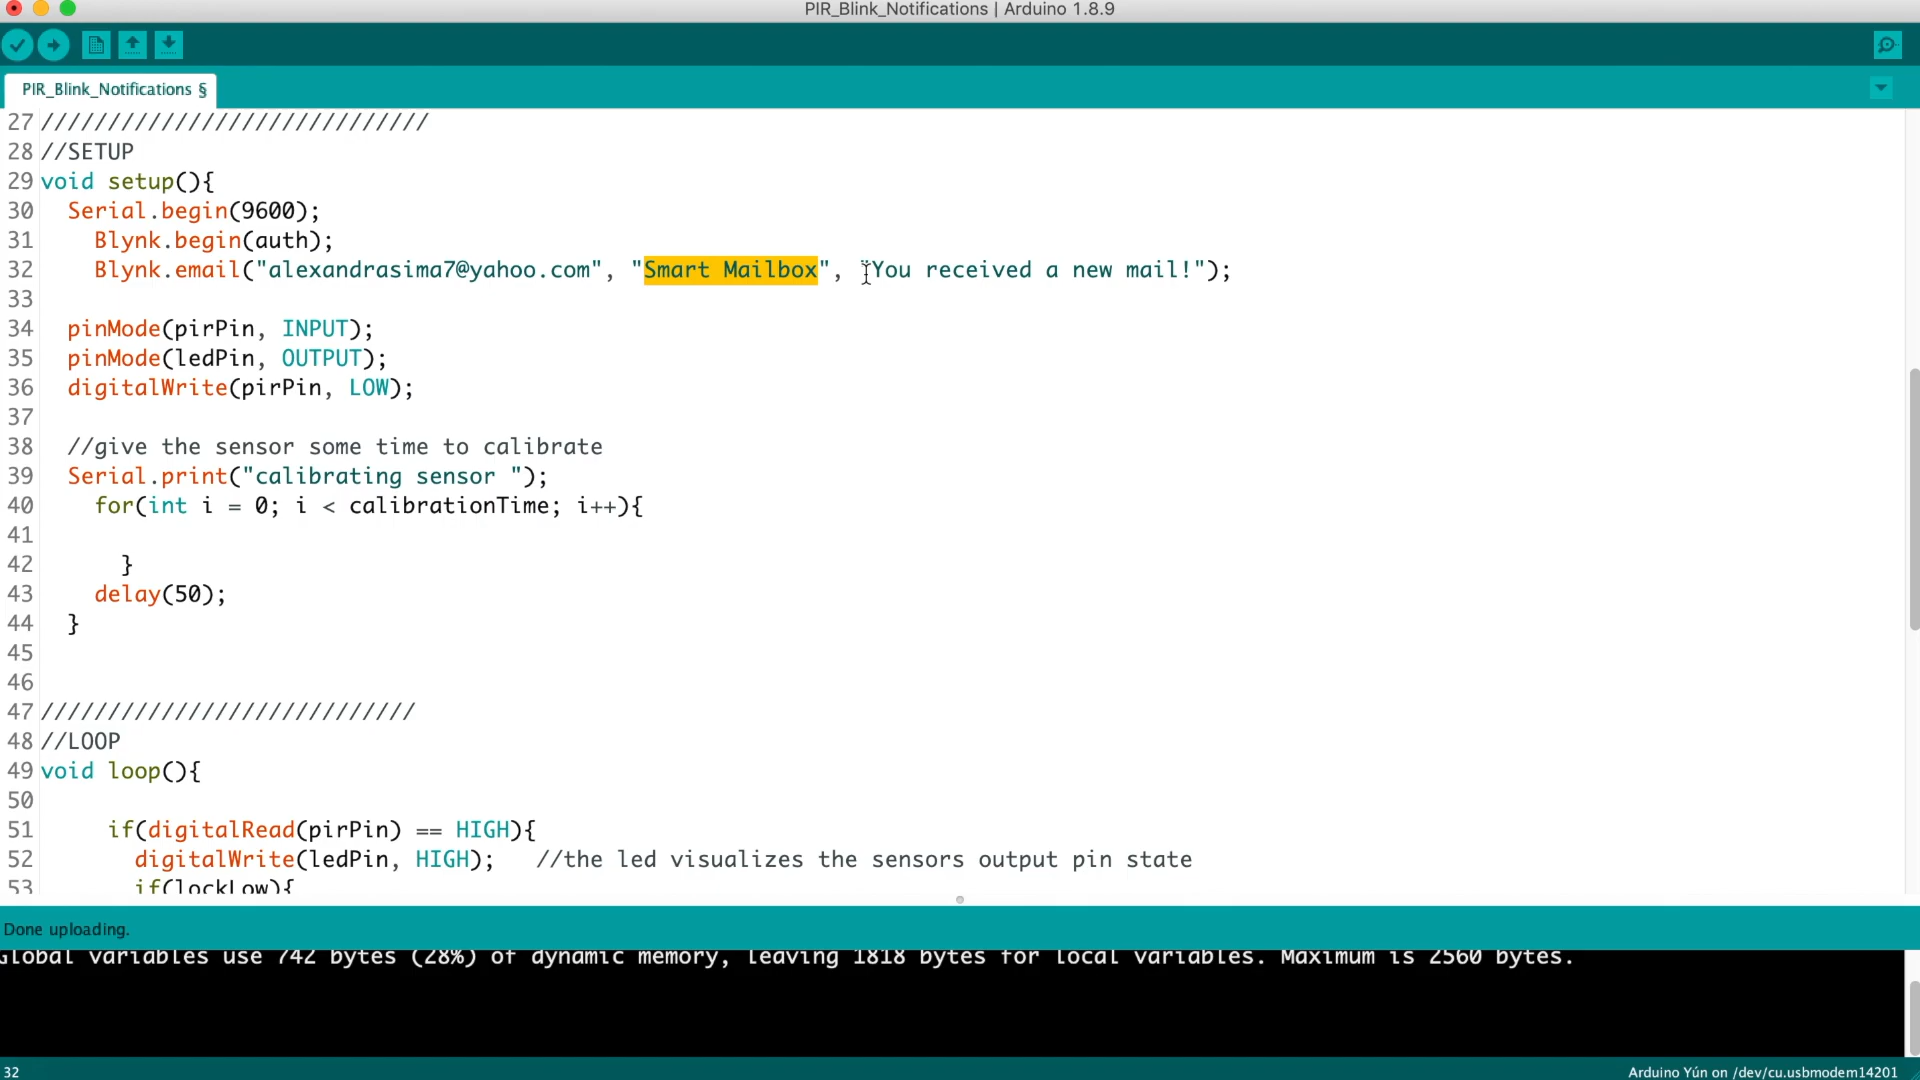 PIR_Blink_Notifications | Arduino 1.8.9
PIR_Blink_Notifications §
27 /////////////////////////////
28 //SETUP
29 void setup(){
30 Serial.begin(9600);
31 Blynk.begin(auth);
32 Blynk.email("alexandrasima7@yahoo.com", "Smart Mailbox", "You received a new mail!");
33
34 pinMode(pirPin, INPUT);
35 pinMode(ledPin, OUTPUT);
36 digitalWrite(pirPin, LOW);
37
38 //give the sensor some time to calibrate
39 Serial.print("calibrating sensor ");
40 for(int i = 0; i < calibrationTime; i++){
41
42 }
43 delay(50);
44 }
45
46
47 ////////////////////////////
48 //LOOP
49 void loop(){
50
51 if(digitalRead(pirPin) == HIGH){
52 digitalWrite(ledPin, HIGH); //the led visualizes the sensors output pin state
53 if(lockLow){
Done uploading.
Global variables use 742 bytes (28%) of dynamic memory, leaving 1818 bytes for local variables. Maximum is 2560 bytes.
32
Arduino Yún on /dev/cu.usbmodem14201